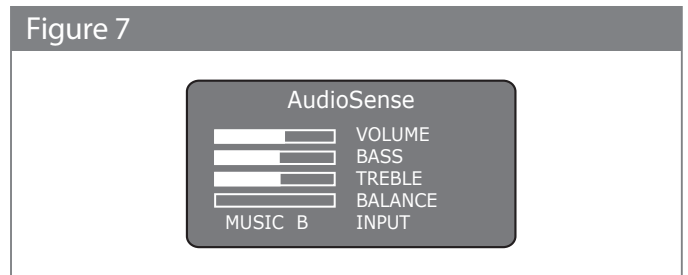 Figure 7
AudioSense
VOLUME
BASS
TREBLE
BALANCE
MUSIC B INPUT